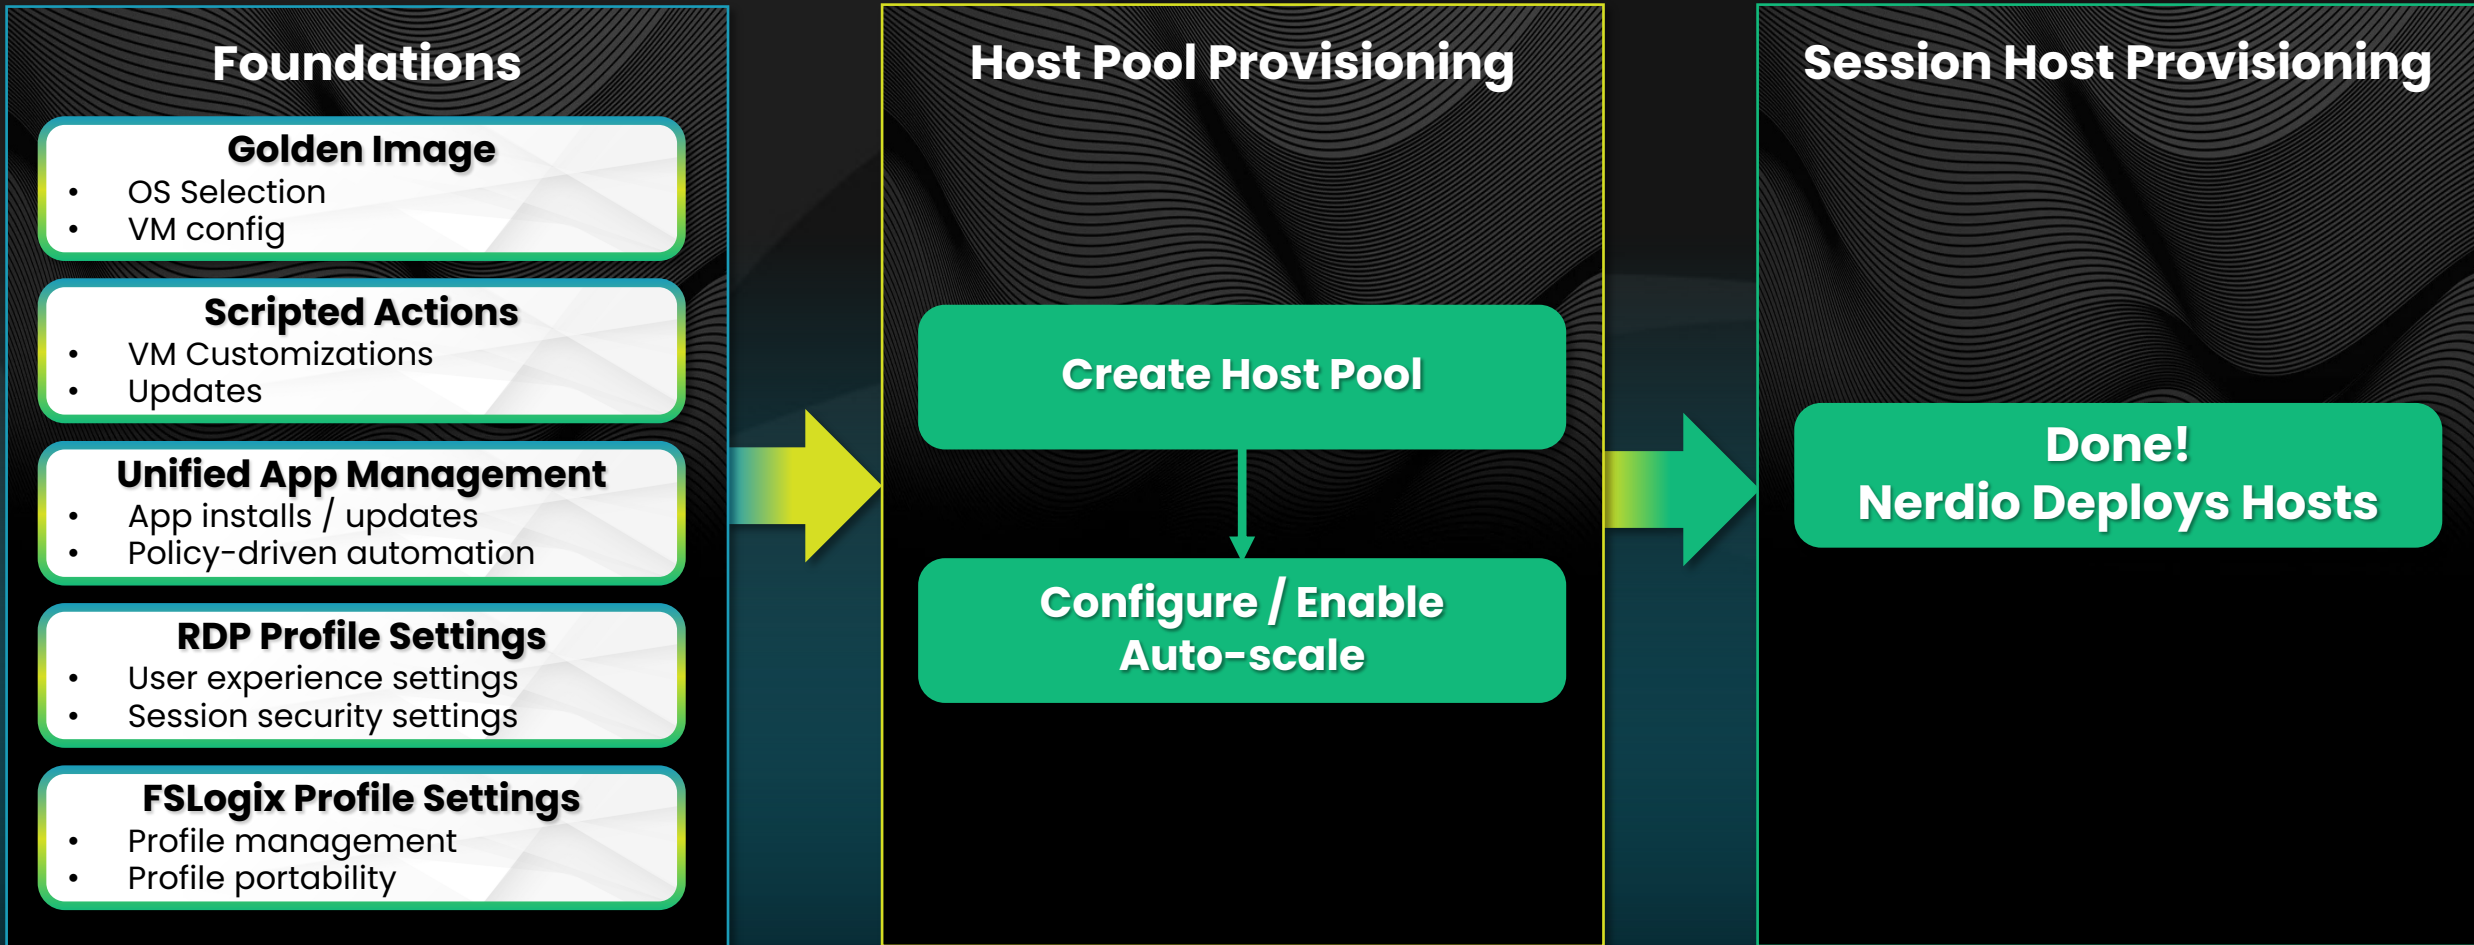 Foundations
Golden Image
• OS Selection
• VM config
Scripted Actions
• VM Customizations
• Updates
Unified App Management
• App installs / updates
• Policy-driven automation
RDP Profile Settings
• User experience settings
• Session security settings
FSLogix Profile Settings
• Profile management
• Profile portability
Host Pool Provisioning
Create Host Pool
Configure / Enable
Auto-scale
Session Host Provisioning
Done!
Nerdio Deploys Hosts